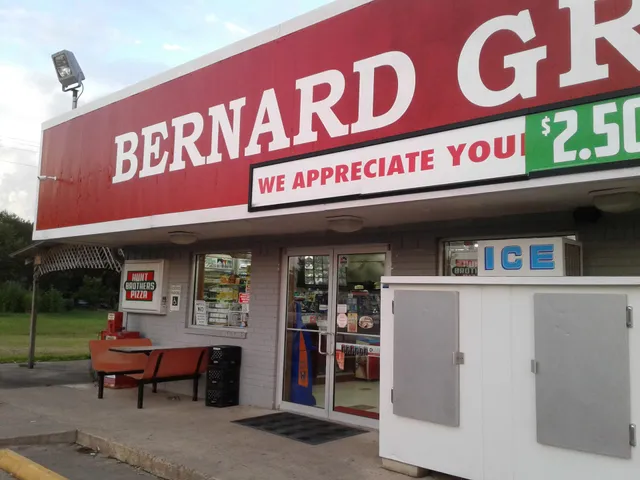 BERNARD GR
WE APPRECIATE YOU
$2.50
ICE
HUNT
BROTHERS
PIZZA